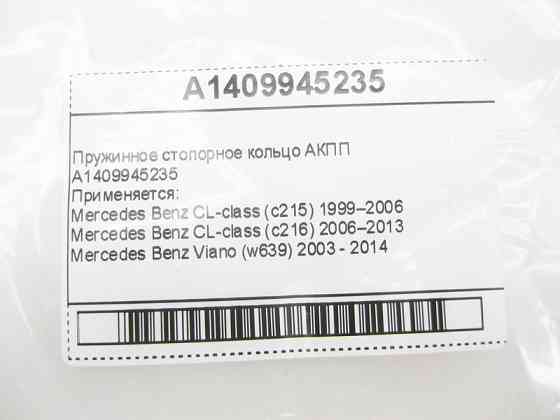 A1409945235
Пружинное стопорное кольцо АКПП
A1409945235
Применяется:
Mercedes Benz CL-class (c215) 1999–2006
Mercedes Benz CL-class (c216) 2006–2013
Mercedes Benz Viano (w639) 2003 - 2014